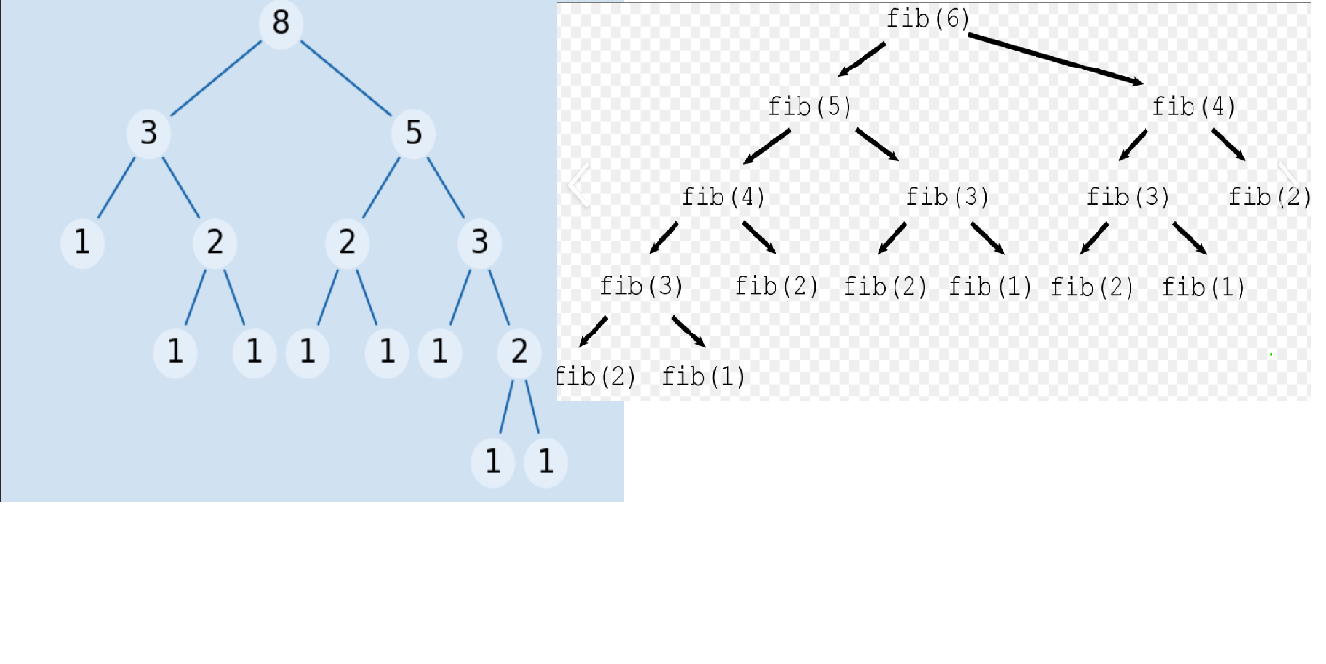 8
3 5
1 2 2 3
1 1 1 1 1 2
1 1
fib(6)
fib(5) fib(4)
fib(4) fib(3) fib(3) fib(2)
fib(3) fib(2) fib(2) fib(1) fib(2) fib(1)
fib(2) fib(1)